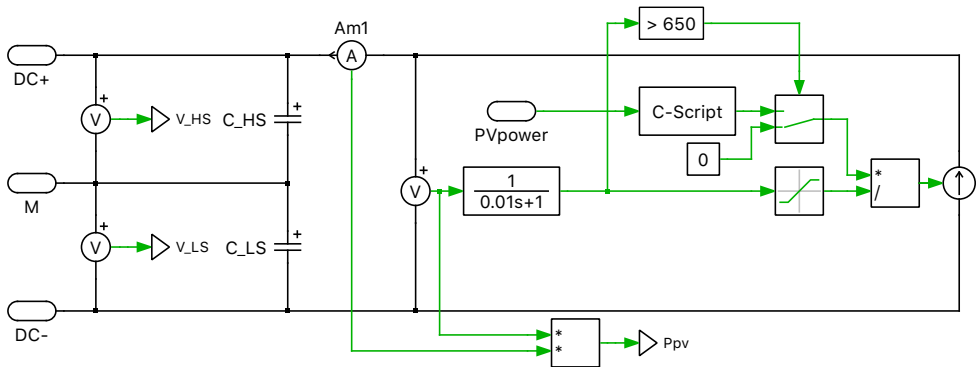 > 650
Am1
A
DC+
V
V_HS
C_HS
+
+
PVpower
C-Script
0
M
V
+
1
0.01s+1
*
/
V
V_LS
C_LS
+
+
DC-
*
*
Ppv